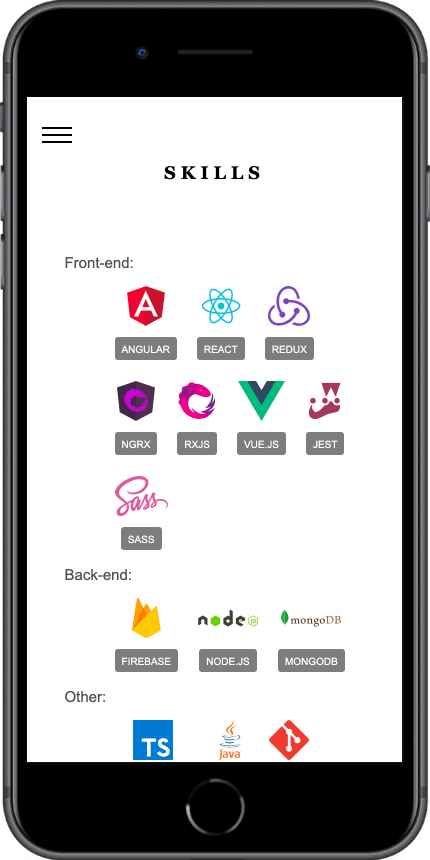 SKILLS
Front-end:
A
ANGULAR REACT REDUX
NGRX RXJS VUE.JS JEST
Sass
SASS
Back-end:
node JS mongoDB
FIREBASE NODE.JS MONGODB
Other:
TS Java